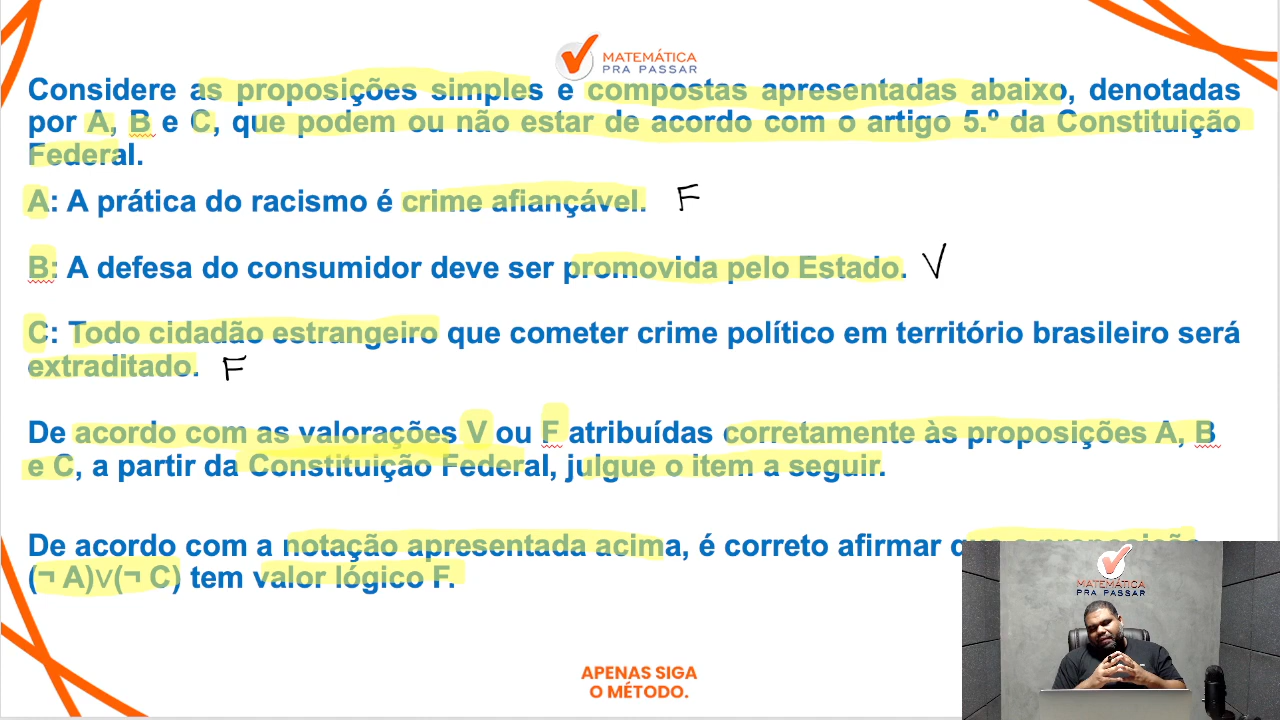 MATEMÁTICA
PRA PASSAR
Considere as proposições simples e compostas apresentadas abaixo, denotadas
por A, B e C, que podem ou não estar de acordo com o artigo 5.º da Constituição
Federal.
A: A prática do racismo é crime afiançável. F
B: A defesa do consumidor deve ser promovida pelo Estado. V
C: Todo cidadão estrangeiro que cometer crime político em território brasileiro será
extraditado. F
De acordo com as valorações V ou F atribuídas corretamente às proposições A, B
e C, a partir da Constituição Federal, julgue o item a seguir.
De acordo com a notação apresentada acima, é correto afirmar que a proposição
(¬ A)∨(¬ C) tem valor lógico F.
MATEMÁTICA
PRA PASSAR
APENAS SIGA
O MÉTODO.